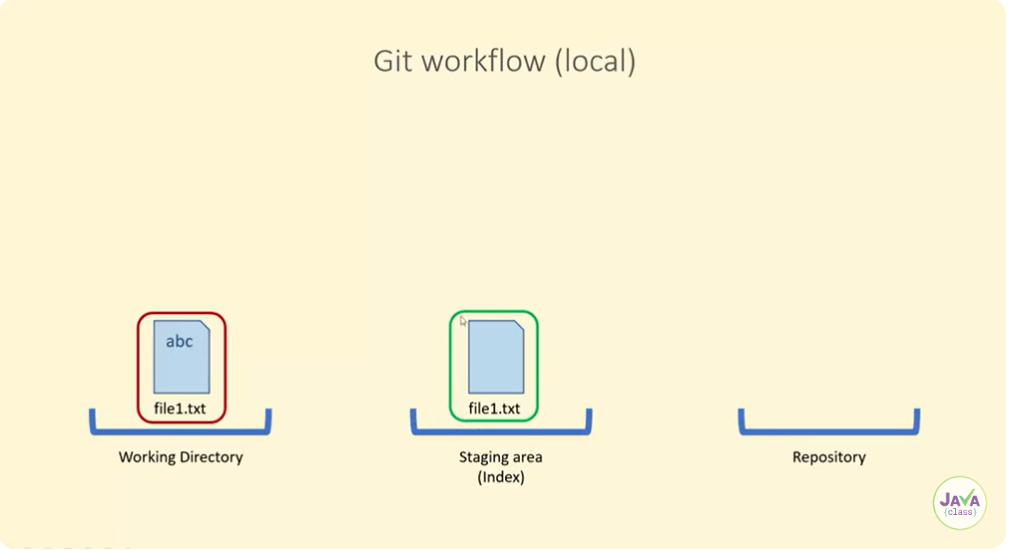 Git workflow (local)
abc
file1.txt
file1.txt
Working Directory
Staging area
(Index)
Repository
JAVA
{class}